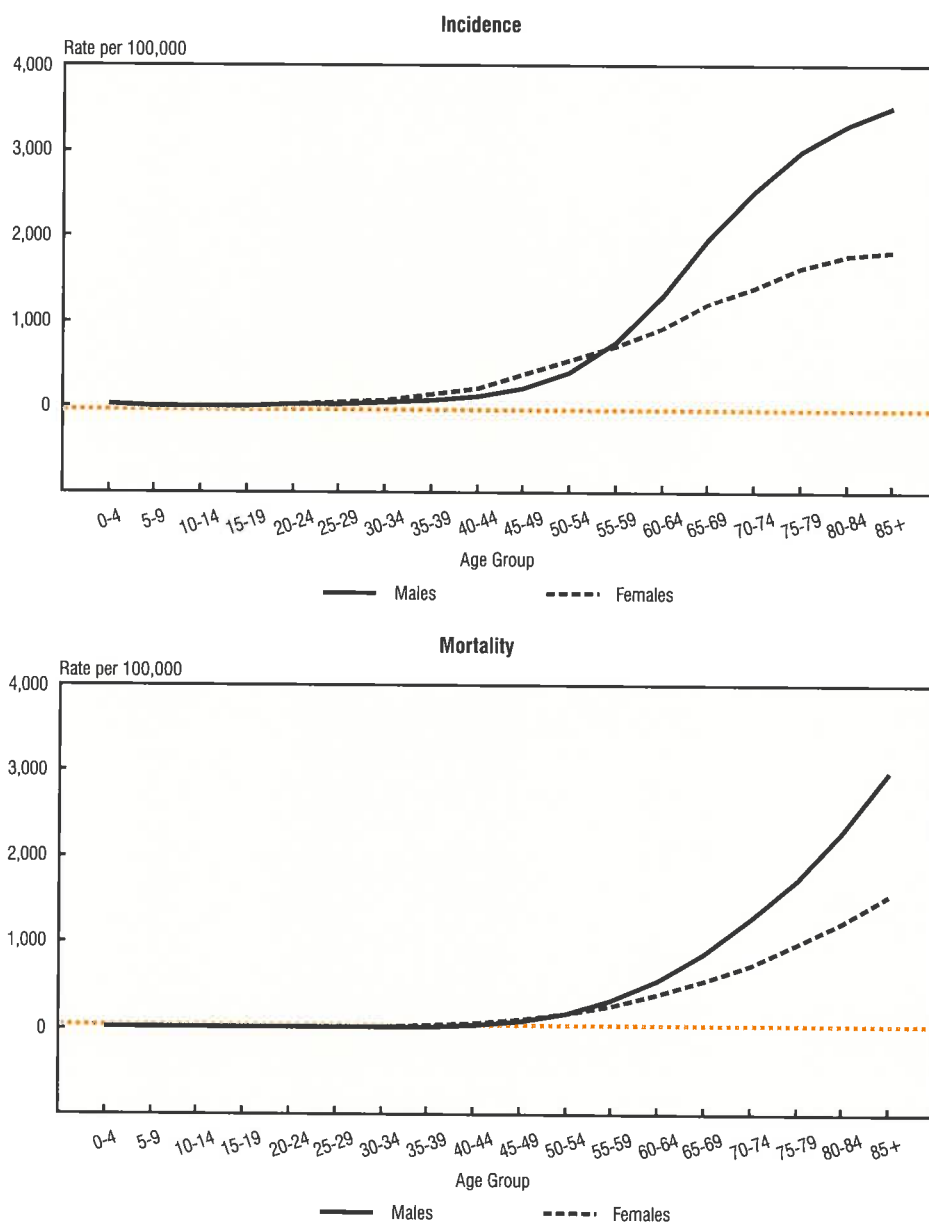 Incidence
Rate per 100,000
4,000
3,000
2,000
1,000
0
0-4 5-9 10-14 15-19 20-24 25-29 30-34 35-39 40-44 45-49 50-54 55-59 60-64 65-69 70-74 75-79 80-84 85+
Age Group
Males Females
Mortality
Rate per 100,000
4,000
3,000
2,000
1,000
0
0-4 5-9 10-14 15-19 20-24 25-29 30-34 35-39 40-44 45-49 50-54 55-59 60-64 65-69 70-74 75-79 80-84 85+
Age Group
Males Females